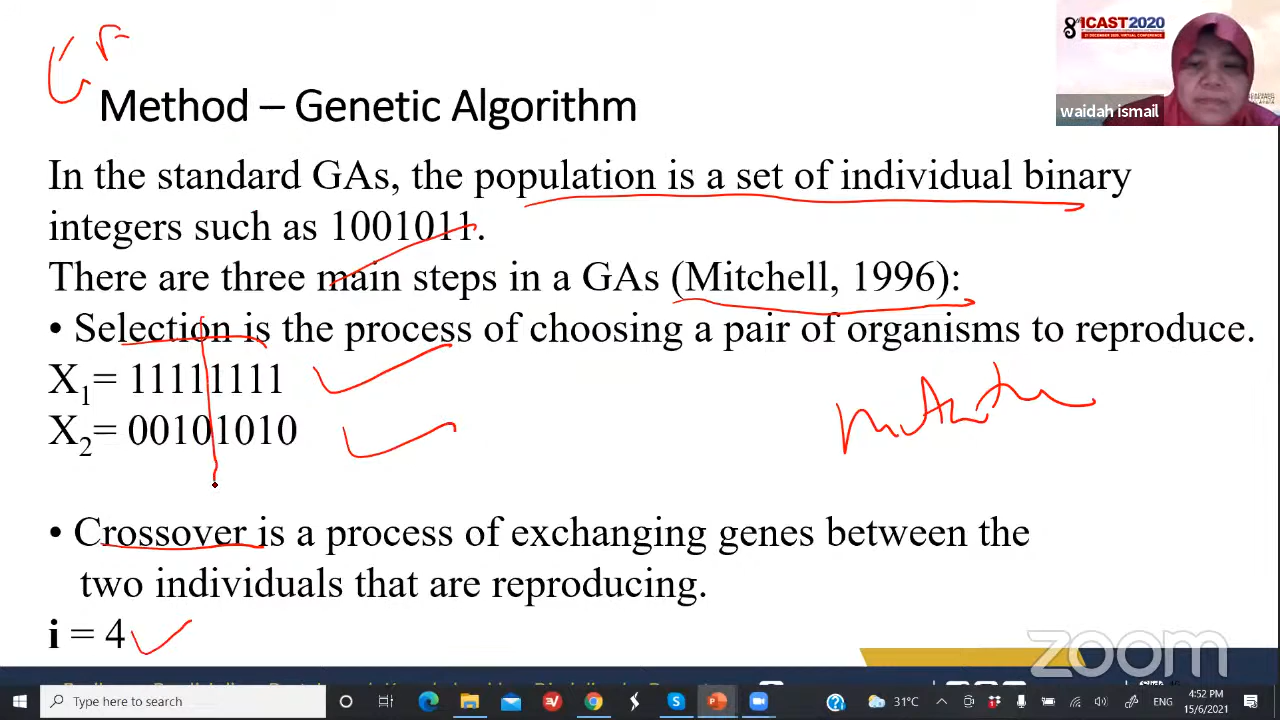 8th ICAST2020
waidah ismail
Method – Genetic Algorithm
In the standard GAs, the population is a set of individual binary
integers such as 1001011.
There are three main steps in a GAs (Mitchell, 1996):
• Selection is the process of choosing a pair of organisms to reproduce.
X1= 11111111
X2= 00101010
• Crossover is a process of exchanging genes between the
two individuals that are reproducing.
i = 4
zoom
Type here to search
31°C
ENG
4:52 PM
15/6/2021